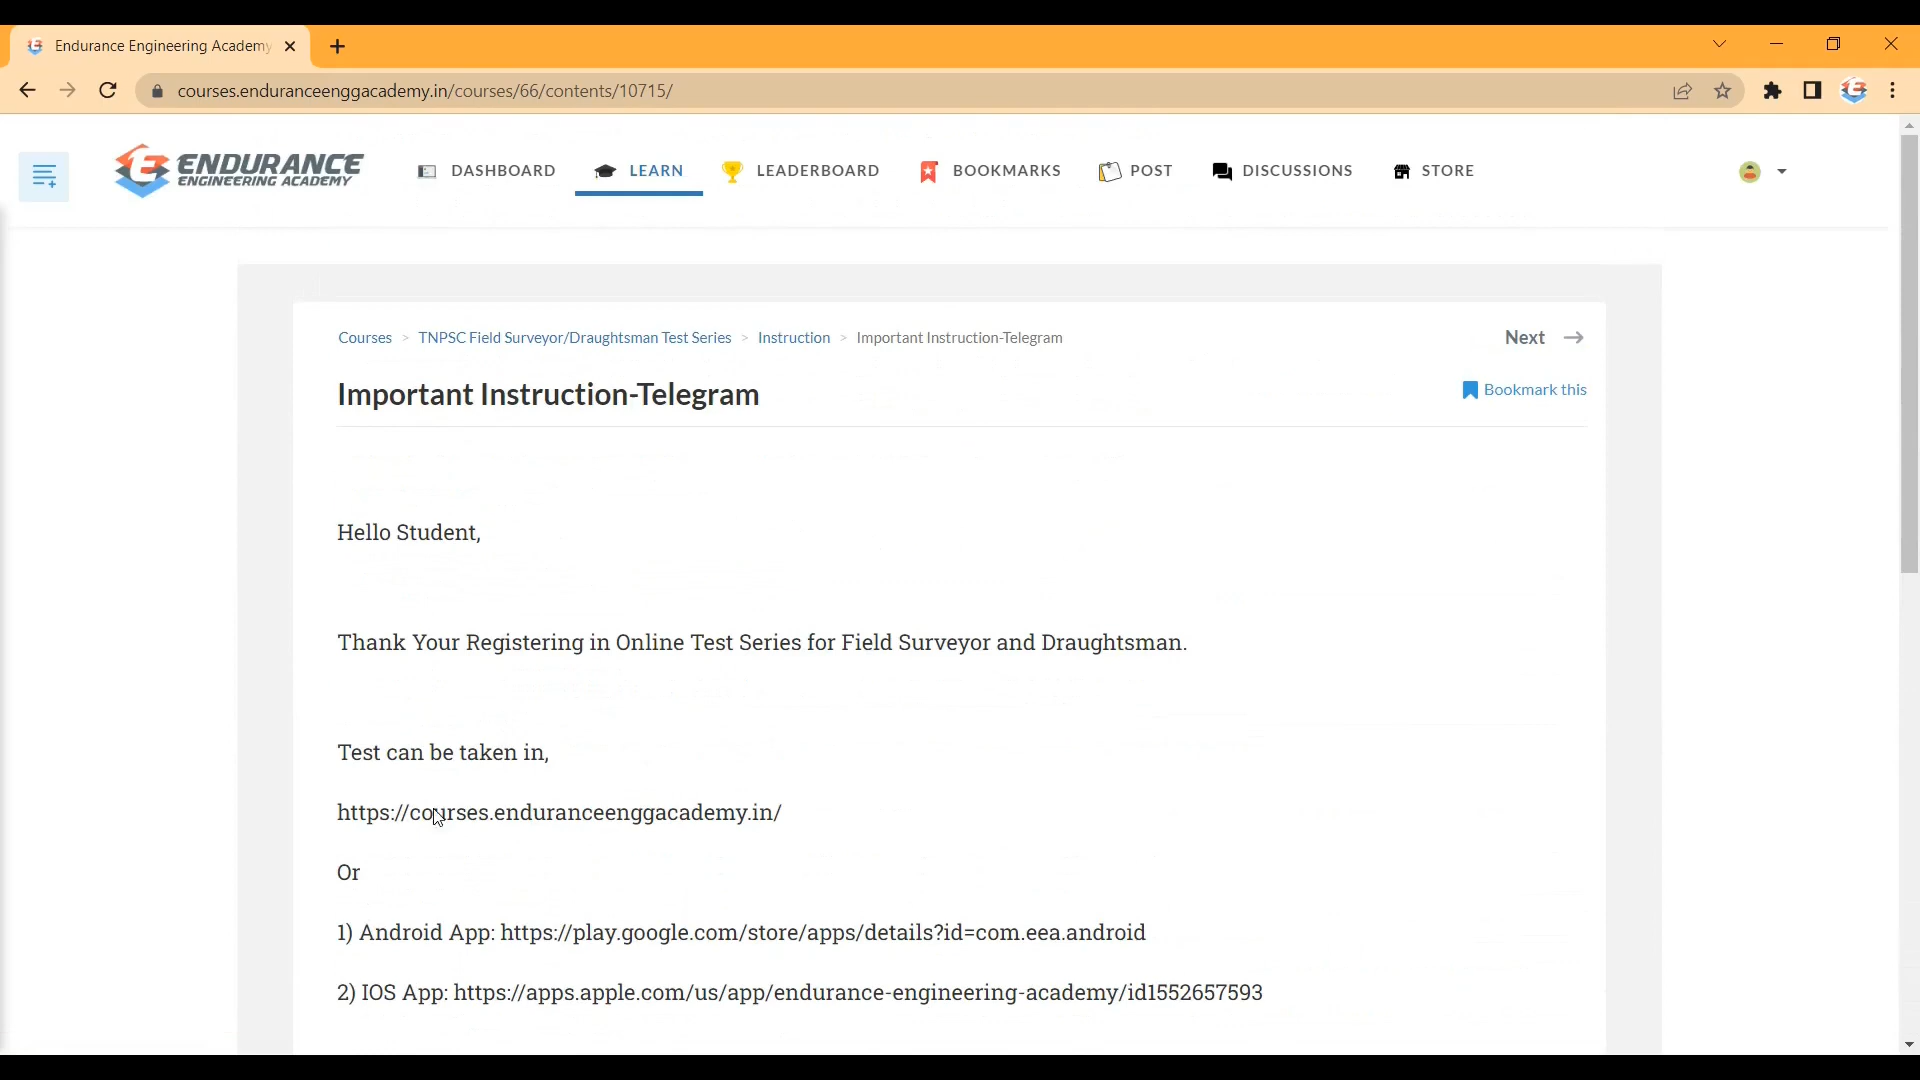 Endurance Engineering Academy
courses.enduranceenggacademy.in/courses/66/contents/10715/
ENDURANCE
ENGINEERING ACADEMY
DASHBOARD
LEARN
LEADERBOARD
BOOKMARKS
POST
DISCUSSIONS
STORE
Courses > TNPSC Field Surveyor/Draughtsman Test Series > Instruction > Important Instruction-Telegram
Next →
Important Instruction-Telegram
Bookmark this
Hello Student,
Thank Your Registering in Online Test Series for Field Surveyor and Draughtsman.
Test can be taken in,
https://courses.enduranceenggacademy.in/
Or
1) Android App: https://play.google.com/store/apps/details?id=com.eea.android
2) IOS App: https://apps.apple.com/us/app/endurance-engineering-academy/id1552657593